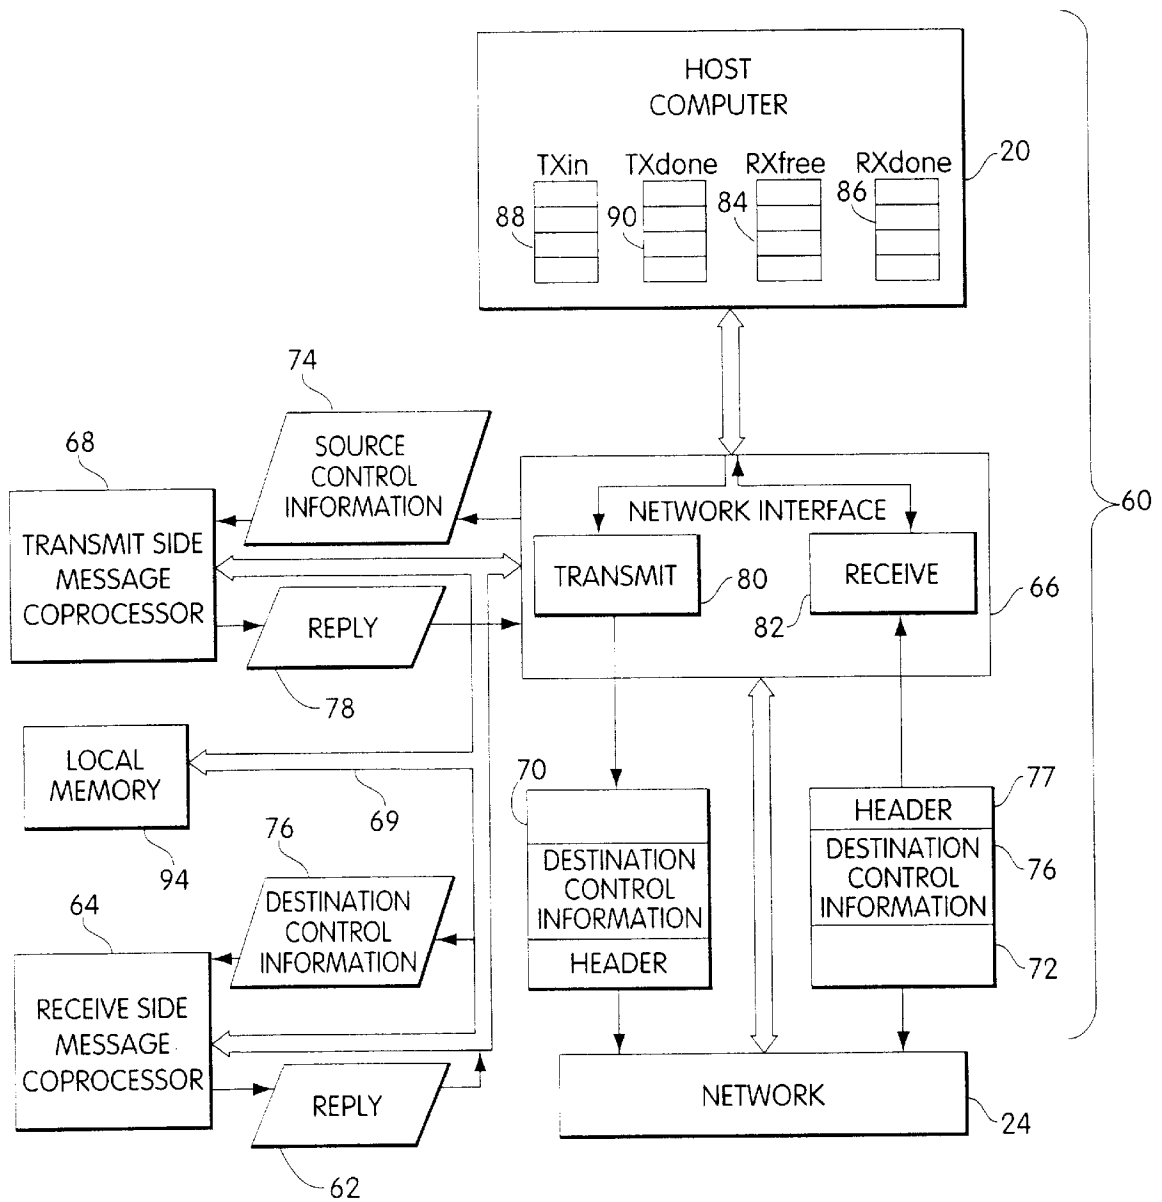 HOST
COMPUTER
TXin TXdone RXfree RXdone
88 90 84 86
20
74
SOURCE
CONTROL
INFORMATION
68
TRANSMIT SIDE
MESSAGE
COPROCESSOR
REPLY
78
NETWORK INTERFACE
TRANSMIT
80
RECEIVE
82
66
60
LOCAL
MEMORY
94
69
70
DESTINATION
CONTROL
INFORMATION
HEADER
77
HEADER
76
DESTINATION
CONTROL
INFORMATION
72
76
DESTINATION
CONTROL
INFORMATION
64
RECEIVE SIDE
MESSAGE
COPROCESSOR
REPLY
62
NETWORK
24